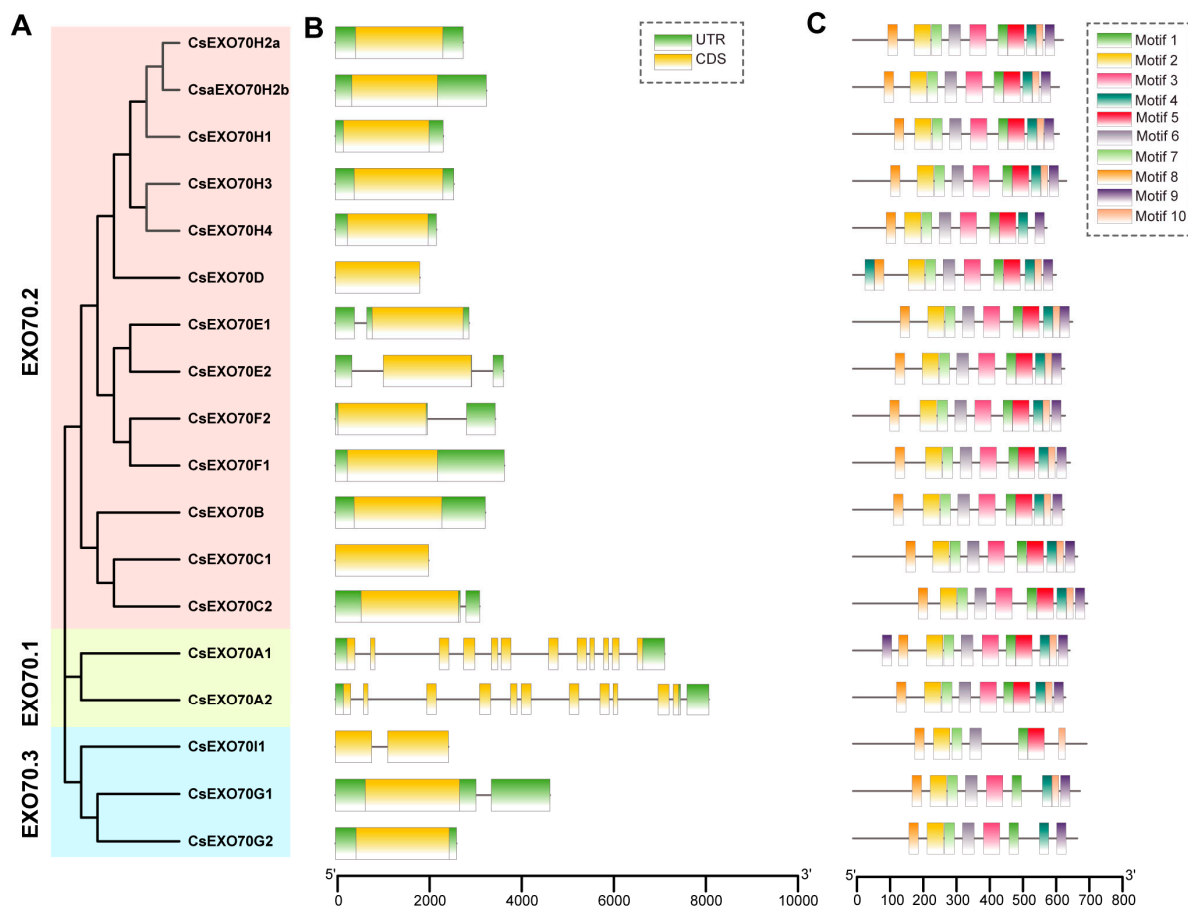 A
B
C
EXO70.2
EXO70.1
EXO70.3
CsEXO70H2a
CsaEXO70H2b
CsEXO70H1
CsEXO70H3
CsEXO70H4
CsEXO70D
CsEXO70E1
CsEXO70E2
CsEXO70F2
CsEXO70F1
CsEXO70B
CsEXO70C1
CsEXO70C2
CsEXO70A1
CsEXO70A2
CsEXO70I1
CsEXO70G1
CsEXO70G2
UTR
CDS
5' 3'
0 2000 4000 6000 8000 10000
Motif 1
Motif 2
Motif 3
Motif 4
Motif 5
Motif 6
Motif 7
Motif 8
Motif 9
Motif 10
5' 3'
0 100 200 300 400 500 600 700 800